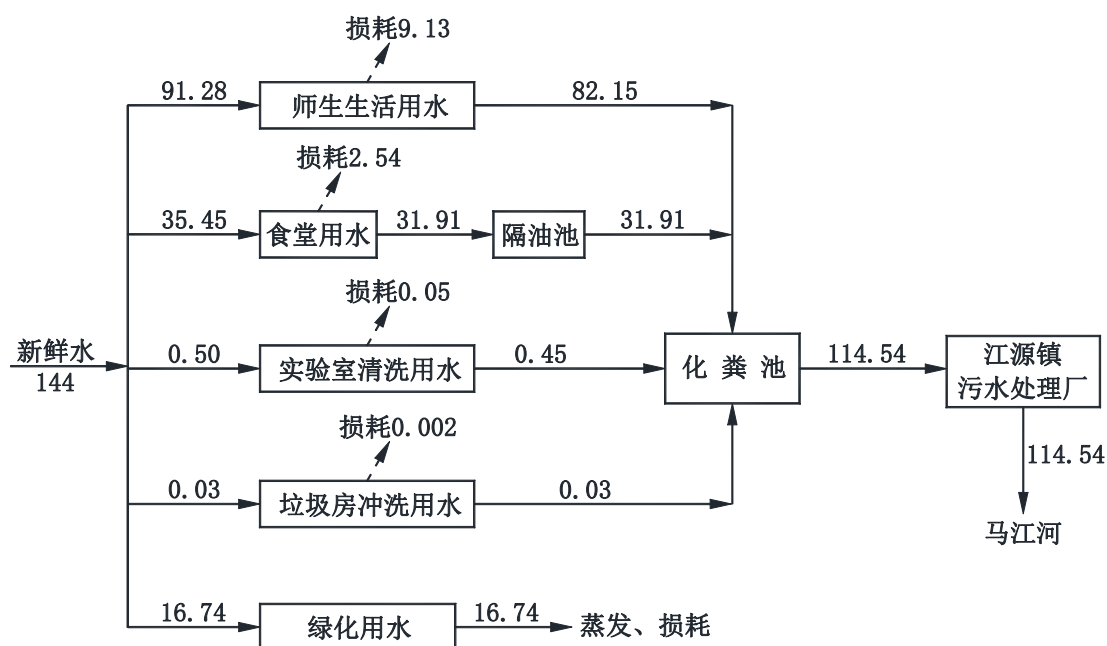 损耗9.13
91.28
师生生活用水
82.15
损耗2.54
35.45
食堂用水
31.91
隔油池
31.91
损耗0.05
新鲜水
144
0.50
实验室清洗用水
0.45
化粪池
114.54
江源镇
污水处理厂
损耗0.002
0.03
垃圾房冲洗用水
0.03
114.54
马江河
16.74
绿化用水
16.74
蒸发、损耗